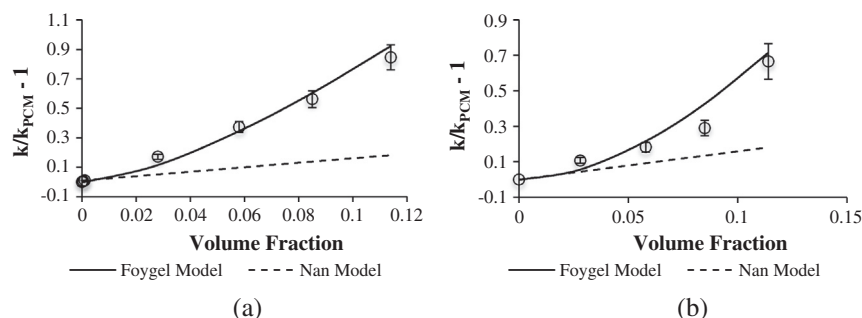 1.1
0.9
0.7
0.5
0.3
0.1
-0.1
k/kPCM - 1
0 0.02 0.04 0.06 0.08 0.1 0.12
Volume Fraction
Foygel Model Nan Model
(a)
0.9
0.7
0.5
0.3
0.1
-0.1
k/kPCM - 1
0 0.05 0.1 0.15
Volume Fraction
Foygel Model Nan Model
(b)